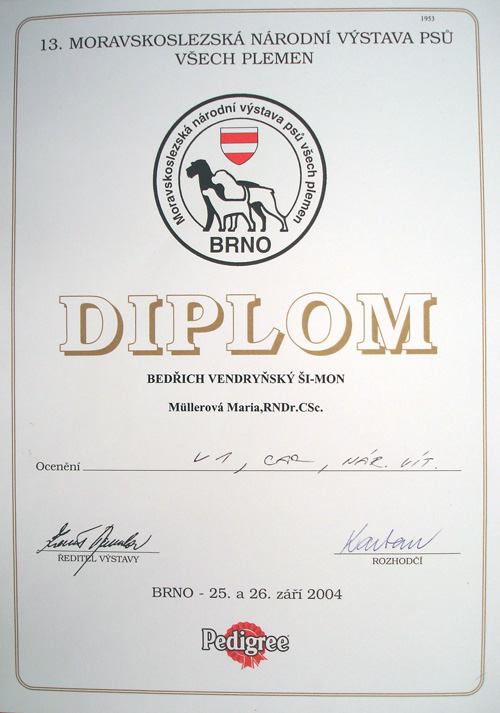 1953
13. MORAVSKOSLEZSKÁ NÁRODNÍ VÝSTAVA PSŮ
VŠECH PLEMEN
Moravskoslezská národní výstava psů všech plemen
BRNO
DIPLOM
BEDŘICH VENDRYŇSKÝ ŠI-MON
Müllerová Maria,RNDr.CSc.
Ocenění V1, CAC, NÁR. VÍT.
ŘEDITEL VÝSTAVY
ROZHODČÍ
BRNO - 25. a 26. září 2004
Pedigree